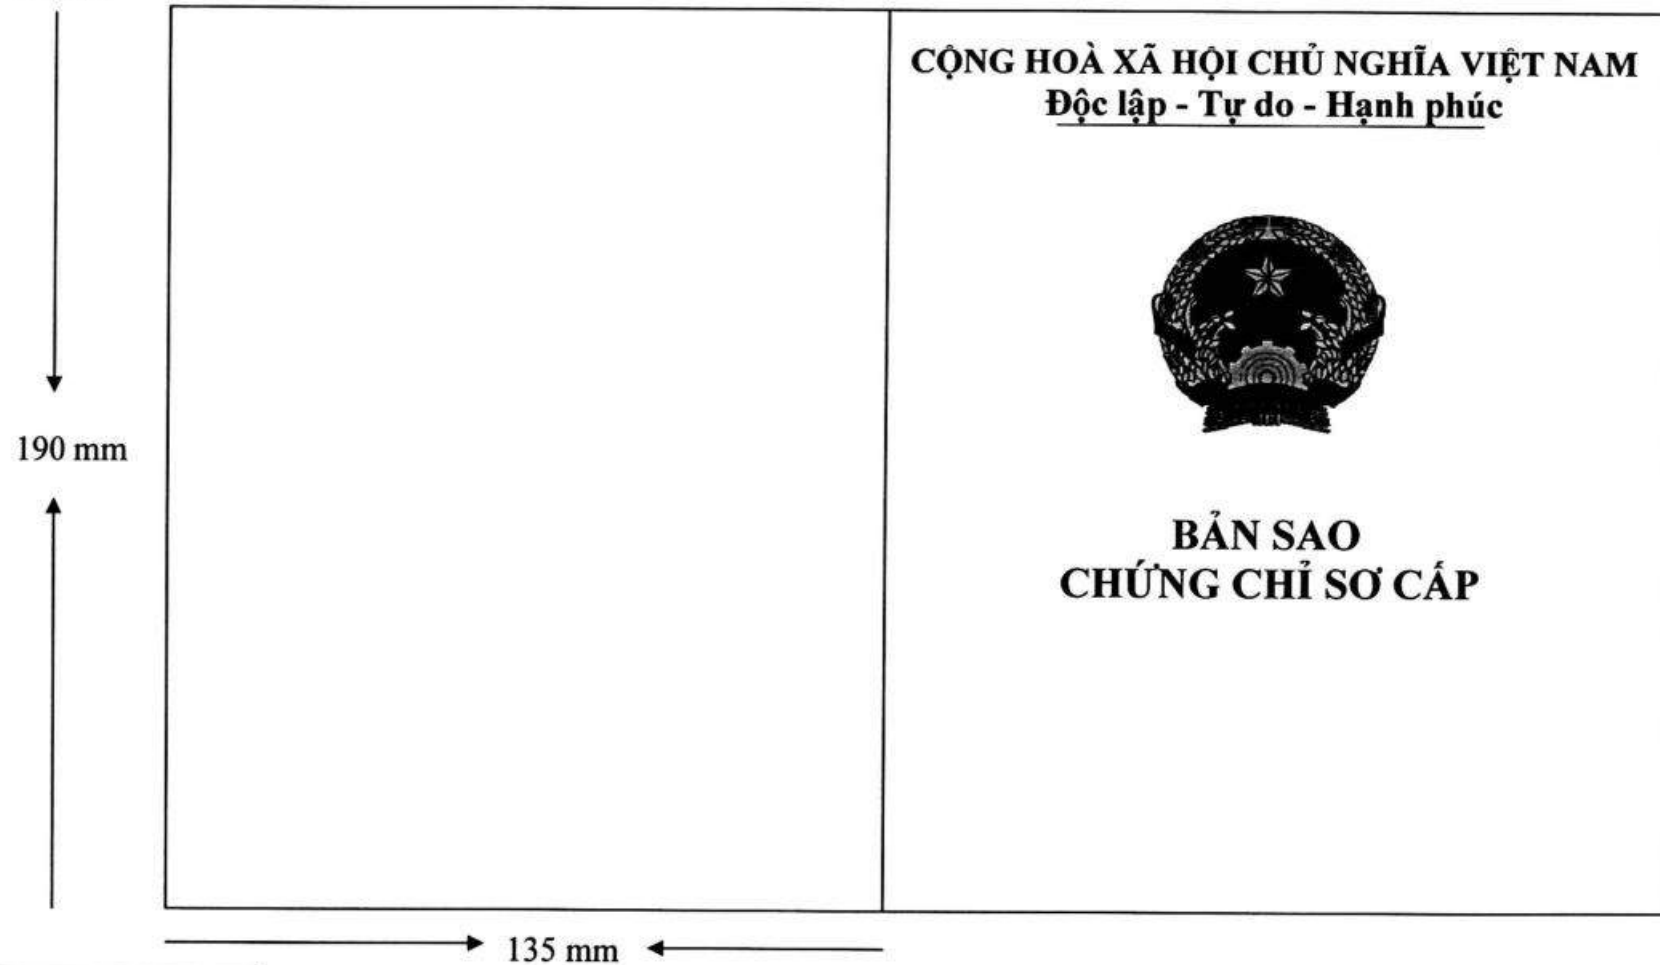 CỘNG HOÀ XÃ HỘI CHỦ NGHĨA VIỆT NAM
Độc lập - Tự do - Hạnh phúc
190 mm
BẢN SAO
CHỨNG CHỈ SƠ CẤP
135 mm